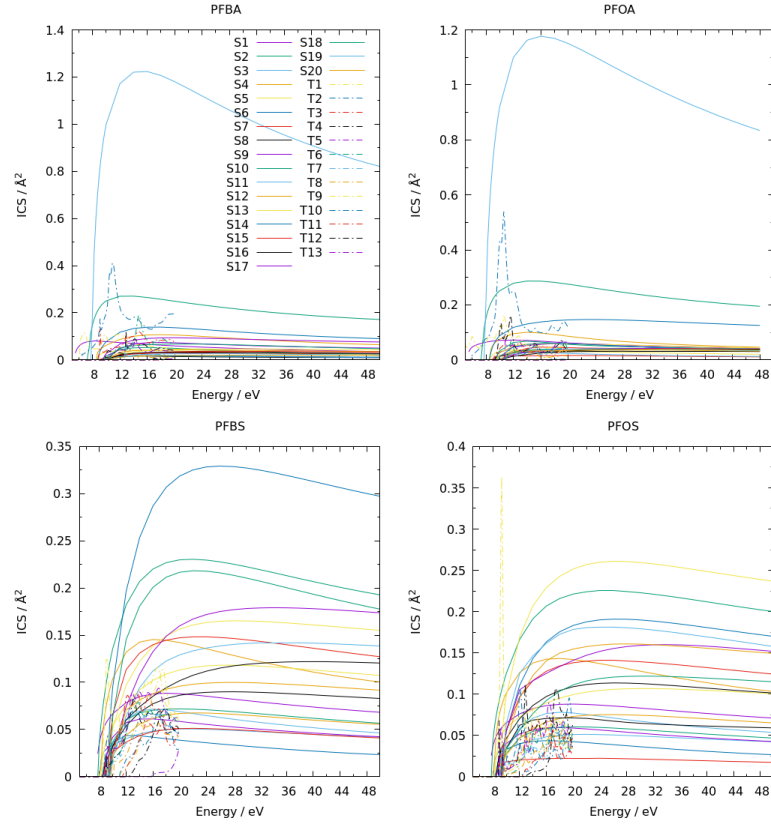 PFBA
1.4
1.2
1
0.8
0.6
0.4
0.2
0
ICS / Å²
8 12 16 20 24 28 32 36 40 44 48
Energy / eV
S1
S2
S3
S4
S5
S6
S7
S8
S9
S10
S11
S12
S13
S14
S15
S16
S17
S18
S19
S20
T1
T2
T3
T4
T5
T6
T7
T8
T9
T10
T11
T12
T13
PFOA
1.2
1
0.8
0.6
0.4
0.2
0
ICS / Å²
4 8 12 16 20 24 28 32 36 40 44 48
Energy / eV
PFBS
0.35
0.3
0.25
0.2
0.15
0.1
0.05
0
ICS / Å²
8 12 16 20 24 28 32 36 40 44 48
Energy / eV
PFOS
0.4
0.35
0.3
0.25
0.2
0.15
0.1
0.05
0
ICS / Å²
8 12 16 20 24 28 32 36 40 44 48
Energy / eV